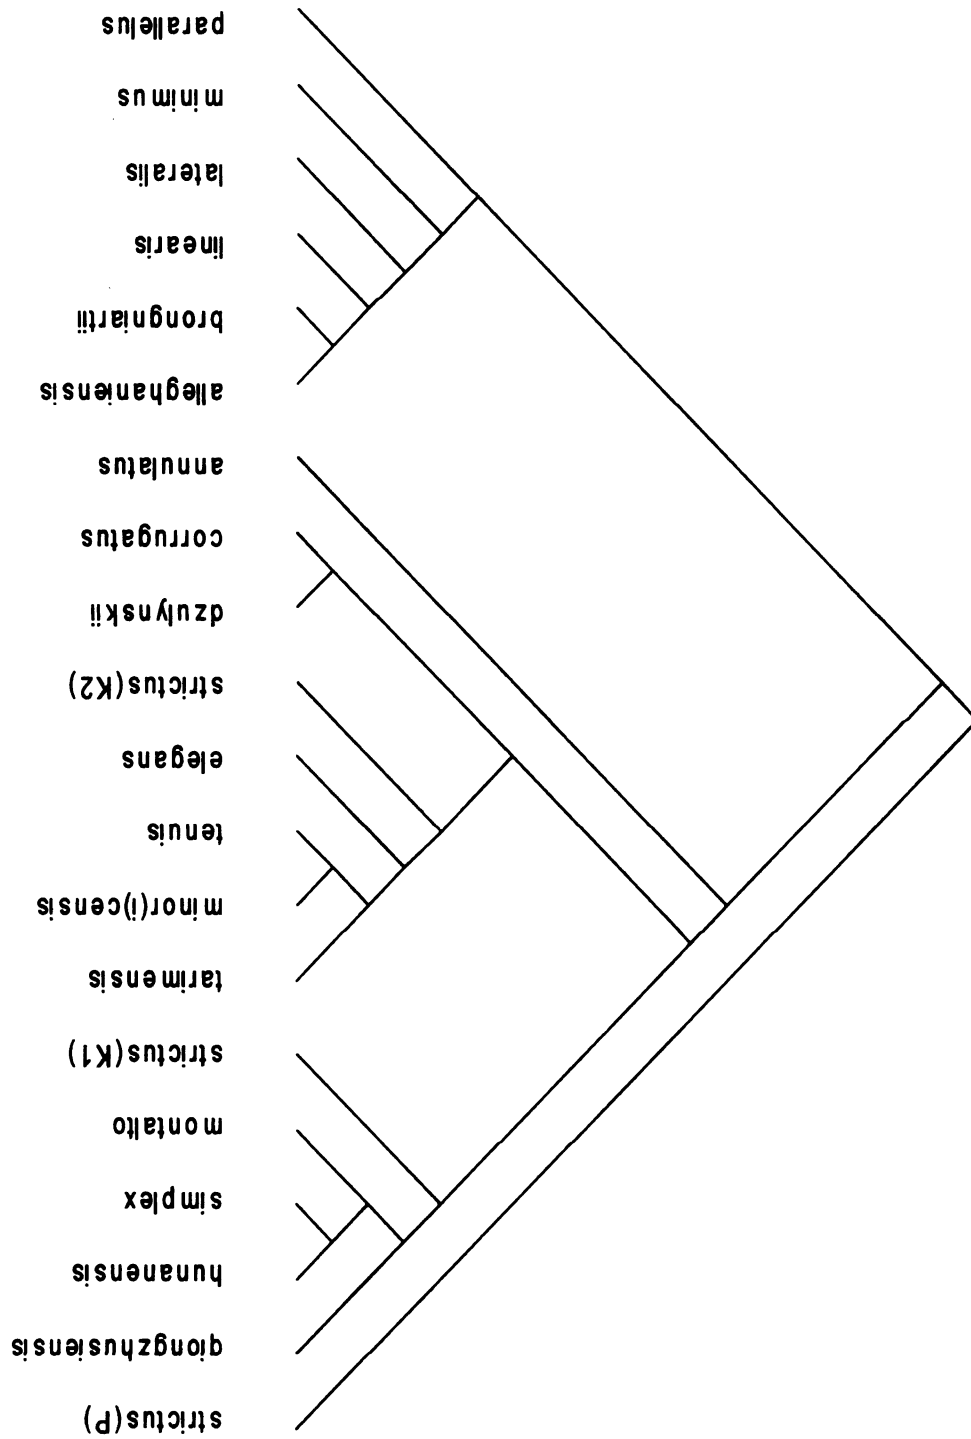 strictus(P)
qiongzhusiensis
hunanensis
simplex
montalto
strictus(K1)
tarimensis
minor(i)censis
tenuis
elegans
strictus(K2)
dzulynskii
corrugatus
annulatus
alleghaniensis
brongniartii
linearis
lateralis
minimus
parallelus